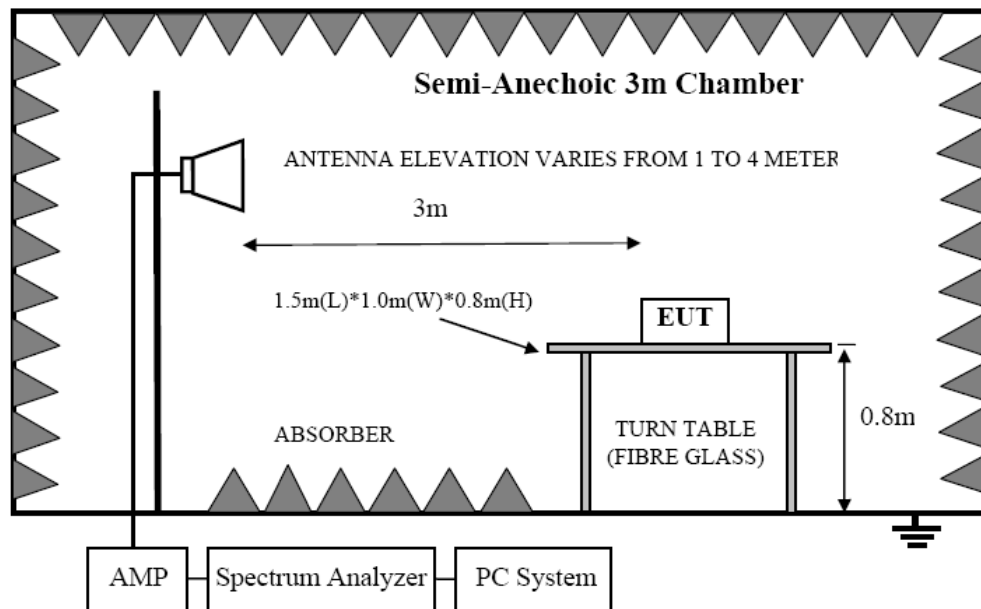 Semi-Anechoic 3m Chamber
ANTENNA ELEVATION VARIES FROM 1 TO 4 METER
3m
1.5m(L)*1.0m(W)*0.8m(H)
EUT
0.8m
ABSORBER
TURN TABLE
(FIBRE GLASS)
AMP
Spectrum Analyzer
PC System